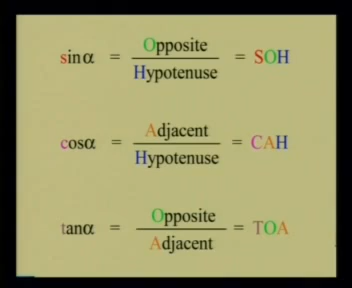 sinα = Opposite / Hypotenuse = SOH
cosα = Adjacent / Hypotenuse = CAH
tanα = Opposite / Adjacent = TOA